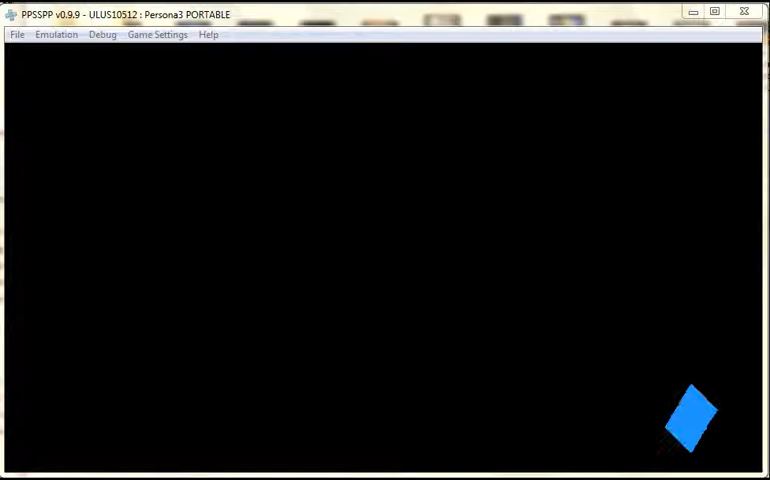 PPSSPP v0.9.9 - ULUS10512 : Persona3 PORTABLE
File Emulation Debug Game Settings Help